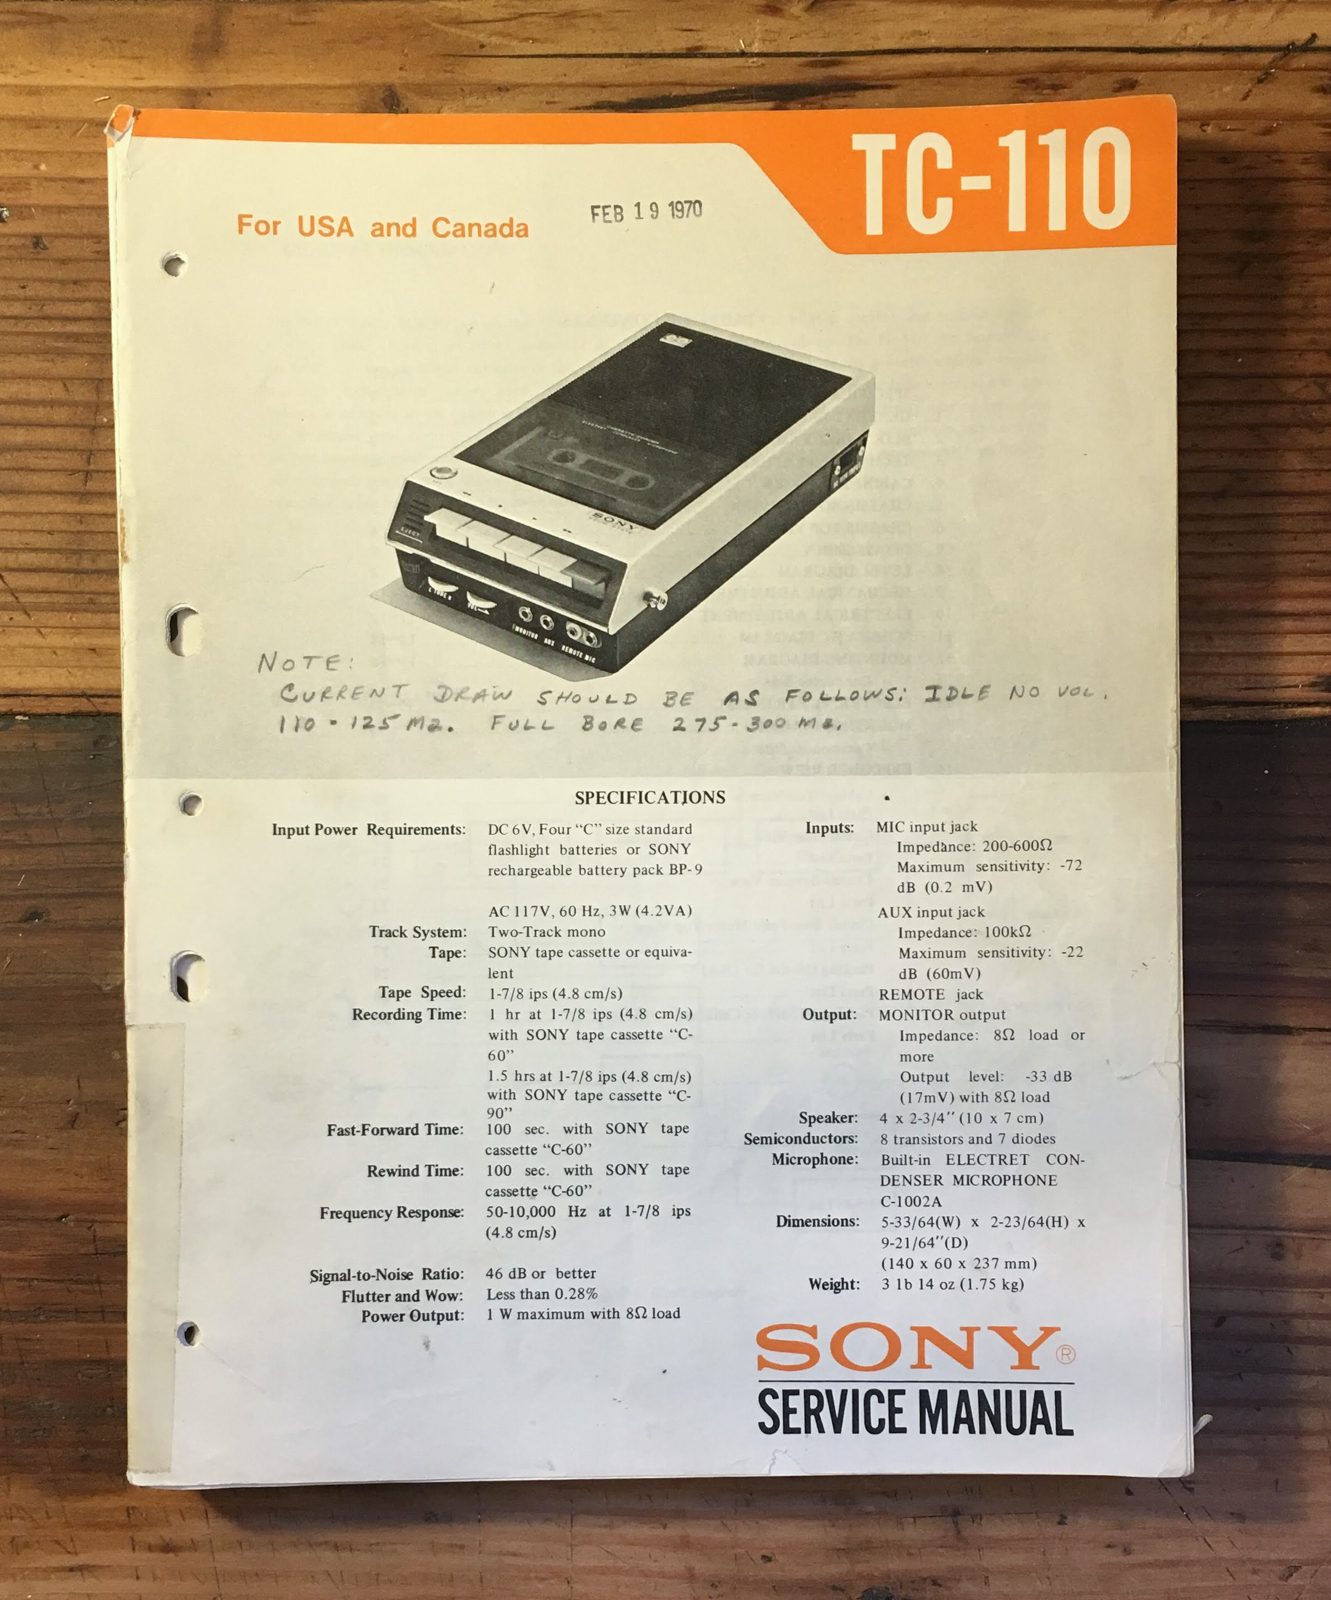 TC-110
For USA and Canada
FEB 19 1970
SONY
EJECT
TONE
VOL
MONITOR AUX REMOTE MIC
NOTE:
CURRENT DRAW SHOULD BE AS FOLLOWS: IDLE NO VOL.
110-125 Ma. FULL BORE 275-300 Ma.
SPECIFICATIONS
Input Power Requirements: DC 6V, Four “C” size standard
flashlight batteries or SONY
rechargeable battery pack BP-9
AC 117V, 60 Hz, 3W (4.2VA)
Track System: Two-Track mono
Tape: SONY tape cassette or equiva-
lent
Tape Speed: 1-7/8 ips (4.8 cm/s)
Recording Time: 1 hr at 1-7/8 ips (4.8 cm/s)
with SONY tape cassette “C-
60”
1.5 hrs at 1-7/8 ips (4.8 cm/s)
with SONY tape cassette “C-
90”
Fast-Forward Time: 100 sec. with SONY tape
cassette “C-60”
Rewind Time: 100 sec. with SONY tape
cassette “C-60”
Frequency Response: 50-10,000 Hz at 1-7/8 ips
(4.8 cm/s)
Signal-to-Noise Ratio: 46 dB or better
Flutter and Wow: Less than 0.28%
Power Output: 1 W maximum with 8Ω load
Inputs: MIC input jack
Impedance: 200-600Ω
Maximum sensitivity: -72
dB (0.2 mV)
AUX input jack
Impedance: 100kΩ
Maximum sensitivity: -22
dB (60mV)
REMOTE jack
Output: MONITOR output
Impedance: 8Ω load or
more
Output level: -33 dB
(17mV) with 8Ω load
Speaker: 4 x 2-3/4″ (10 x 7 cm)
Semiconductors: 8 transistors and 7 diodes
Microphone: Built-in ELECTRET CON-
DENSER MICROPHONE
C-1002A
Dimensions: 5-33/64(W) x 2-23/64(H) x
9-21/64″(D)
(140 x 60 x 237 mm)
Weight: 3 lb 14 oz (1.75 kg)
SONY®
SERVICE MANUAL